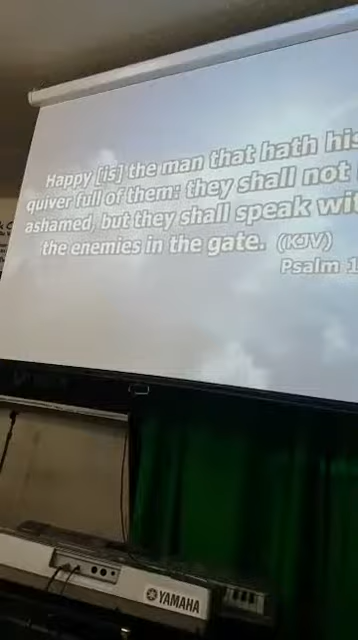 Happy [is] the man that hath his
quiver full of them: they shall not
ashamed, but they shall speak wit
the enemies in the gate. (KJV)
Psalm 1
YAMAHA